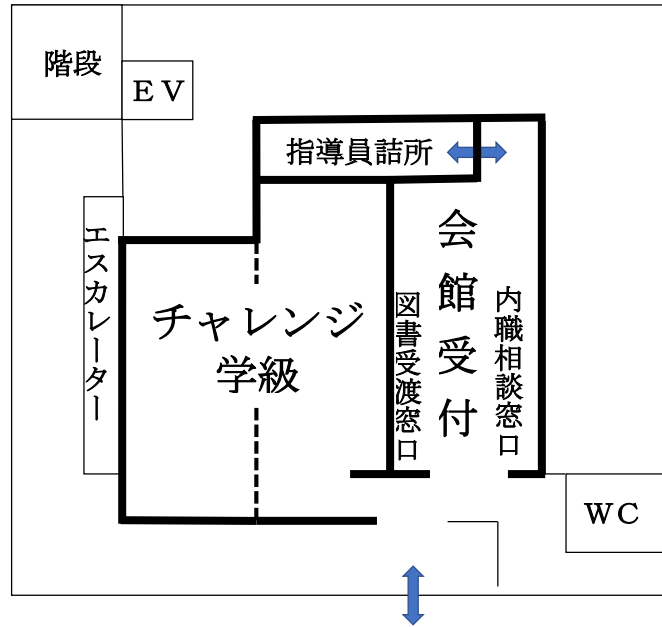 階段
ＥＶ
指導員詰所
エスカレーター
チャレンジ
学級
会館受付
図書受渡窓口
内職相談窓口
ＷＣ